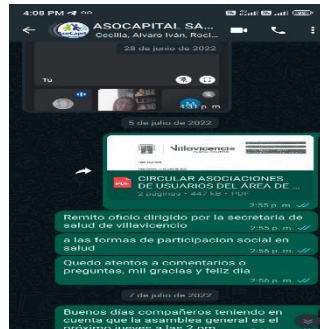 4:08 PM
ASOCAPITAL SA...
Cecilia, Alvaro Iván, Roci...
28 de junio de 2022
Tú
5 de julio de 2022
Villavicencio
CIRCULAR ASOCIACIONES
DE USUARIOS DEL ÁREA DE ...
2 páginas • 447 kB • PDF
2:55 p. m.
Remito oficio dirigido por la secretaria de
salud de villavicencio
2:55 p. m.
a las formas de participacion social en
salud
2:56 p. m.
Quedo atentos a comentarios o
preguntas, mil gracias y feliz dia
2:56 p. m.
7 de julio de 2022
Buenos días compañeros teniendo en
cuenta que la asamblea general es el
próximo jueves a las 2 pm